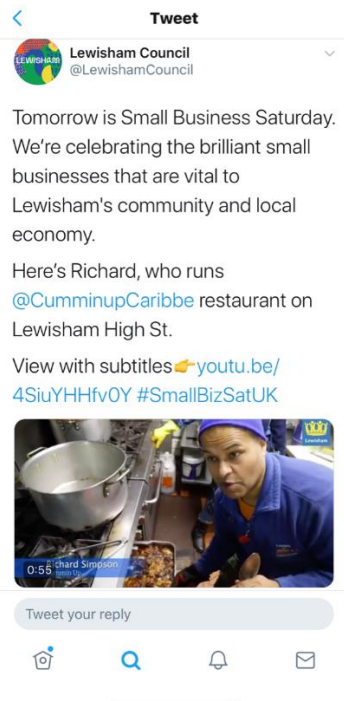 Tweet
LEWISHAM
Lewisham Council
@LewishamCouncil
Tomorrow is Small Business Saturday.
We're celebrating the brilliant small
businesses that are vital to
Lewisham's community and local
economy.
Here's Richard, who runs
@CumminupCaribbe restaurant on
Lewisham High St.
View with subtitles👉youtu.be/
4SiuYHHfv0Y #SmallBizSatUK
Lewisham
0:55 chard Simpson
Up
Tweet your reply